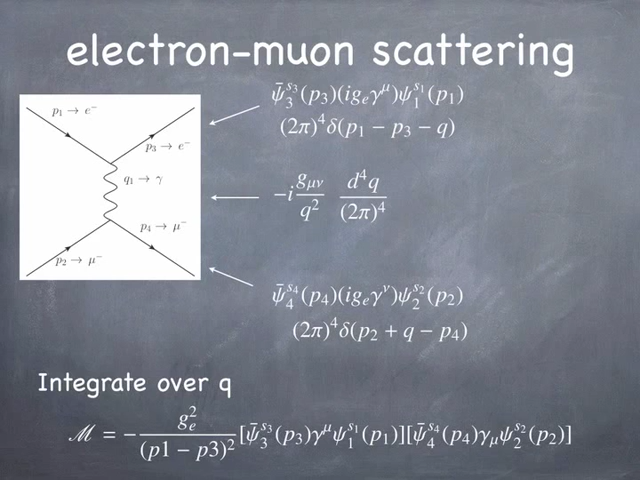 electron-muon scattering
p₁ → e⁻
p₃ → e⁻
q₁ → γ
p₄ → μ⁻
p₂ → μ⁻
ψ̄₃^{s₃}(p₃)(ig_eγ^μ)ψ₁^{s₁}(p₁)
(2π)⁴δ(p₁ − p₃ − q)
−i g_{μν}/q² d⁴q/(2π)⁴
ψ̄₄^{s₄}(p₄)(ig_eγ^ν)ψ₂^{s₂}(p₂)
(2π)⁴δ(p₂ + q − p₄)
Integrate over q
ℳ = − g_e²/(p1 − p3)² [ψ̄₃^{s₃}(p₃)γ^μψ₁^{s₁}(p₁)][ψ̄₄^{s₄}(p₄)γ_μψ₂^{s₂}(p₂)]